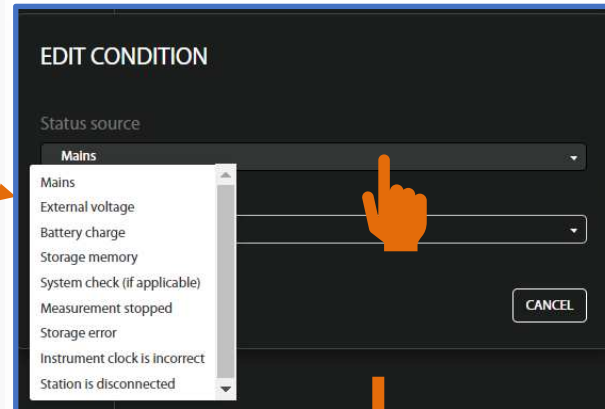 EDIT CONDITION
Status source
Mains
Mains
External voltage
Battery charge
Storage memory
System check (if applicable)
Measurement stopped
Storage error
Instrument clock is incorrect
Station is disconnected
CANCEL